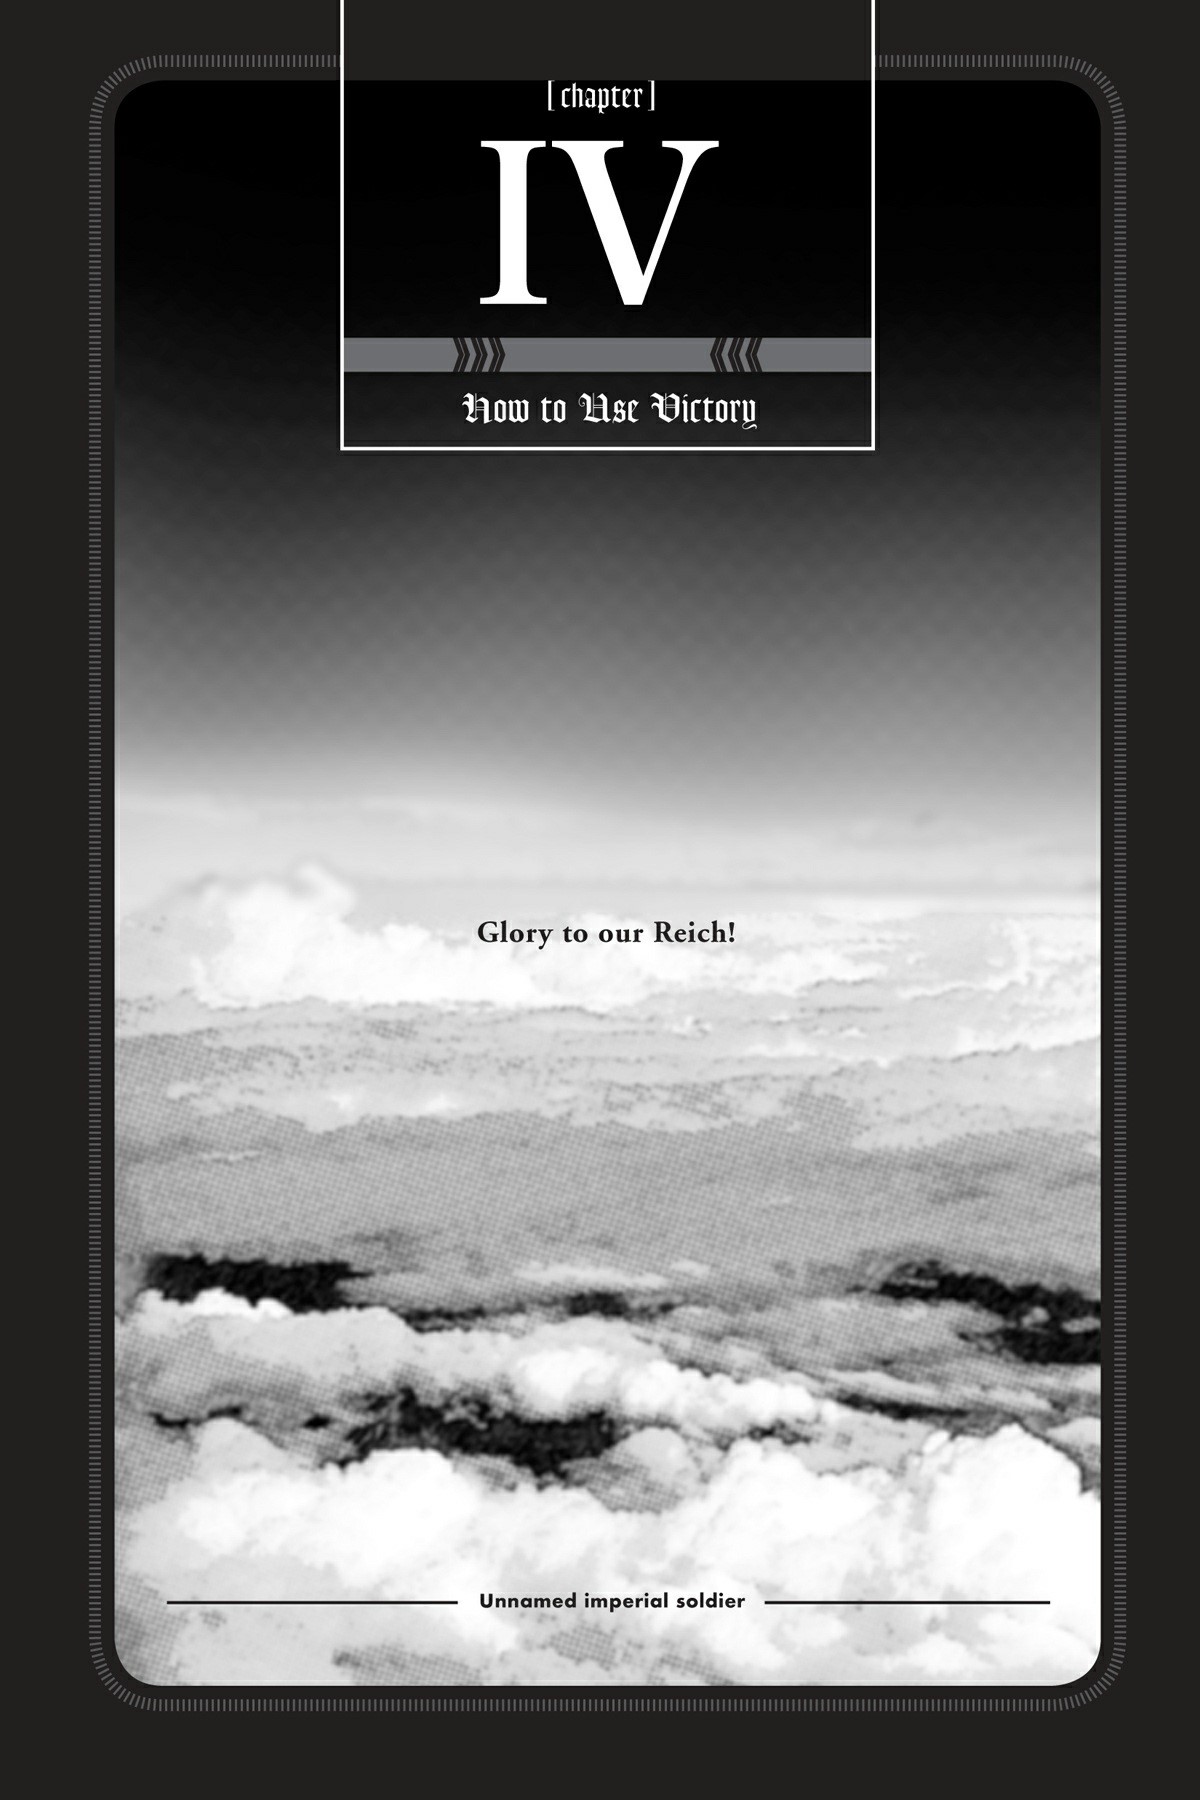 [chapter]
IV
How to Use Victory
Glory to our Reich!
Unnamed imperial soldier